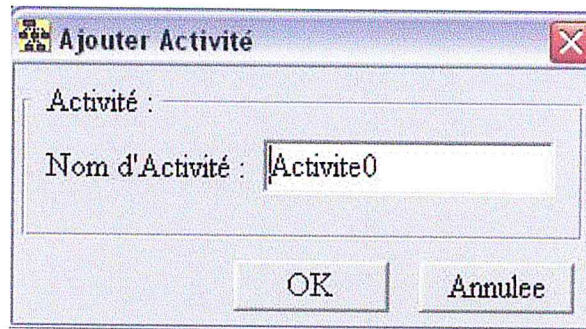 Ajouter Activité
Activité :
Nom d'Activité : Activite0
OK Annulee